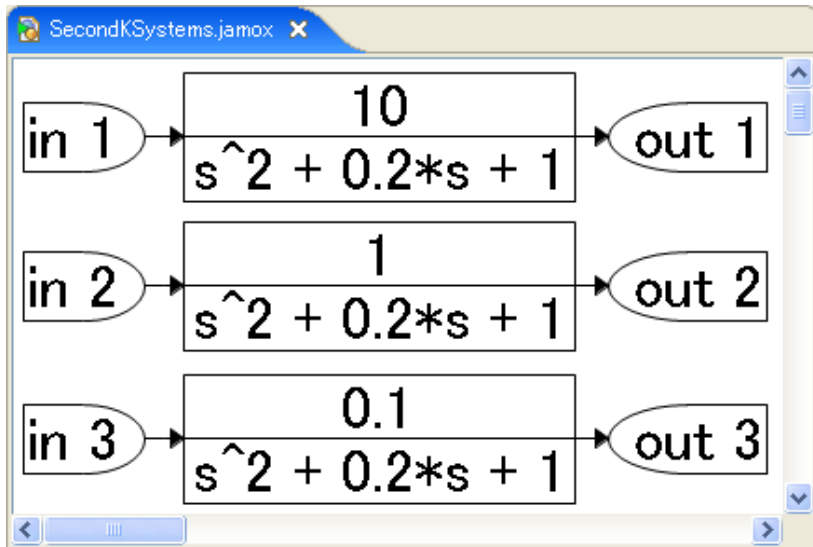 SecondKSystems.jamox
in 1
10
s^2 + 0.2*s + 1
out 1
in 2
1
s^2 + 0.2*s + 1
out 2
in 3
0.1
s^2 + 0.2*s + 1
out 3